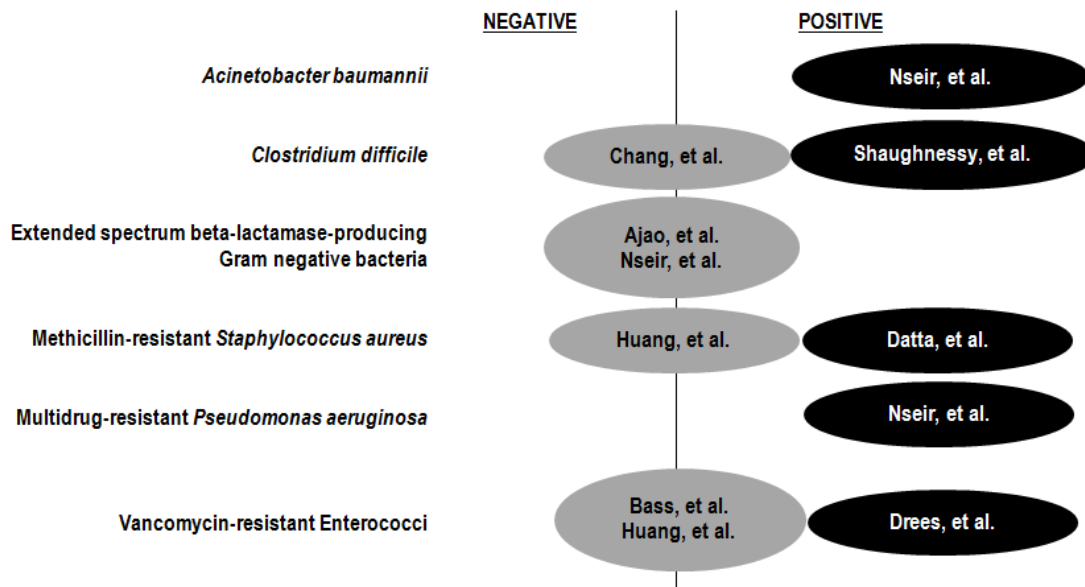 NEGATIVE POSITIVE
Acinetobacter baumannii Nseir, et al.
Clostridium difficile Chang, et al. Shaughnessy, et al.
Extended spectrum beta-lactamase-producing
Gram negative bacteria
Ajao, et al.
Nseir, et al.
Methicillin-resistant Staphylococcus aureus Huang, et al. Datta, et al.
Multidrug-resistant Pseudomonas aeruginosa Nseir, et al.
Vancomycin-resistant Enterococci
Bass, et al.
Huang, et al.
Drees, et al.